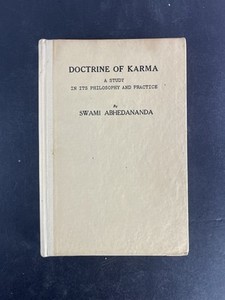 DOCTRINE OF KARMA
A STUDY
IN ITS PHILOSOPHY AND PRACTICE
By
SWAMI ABHEDANANDA